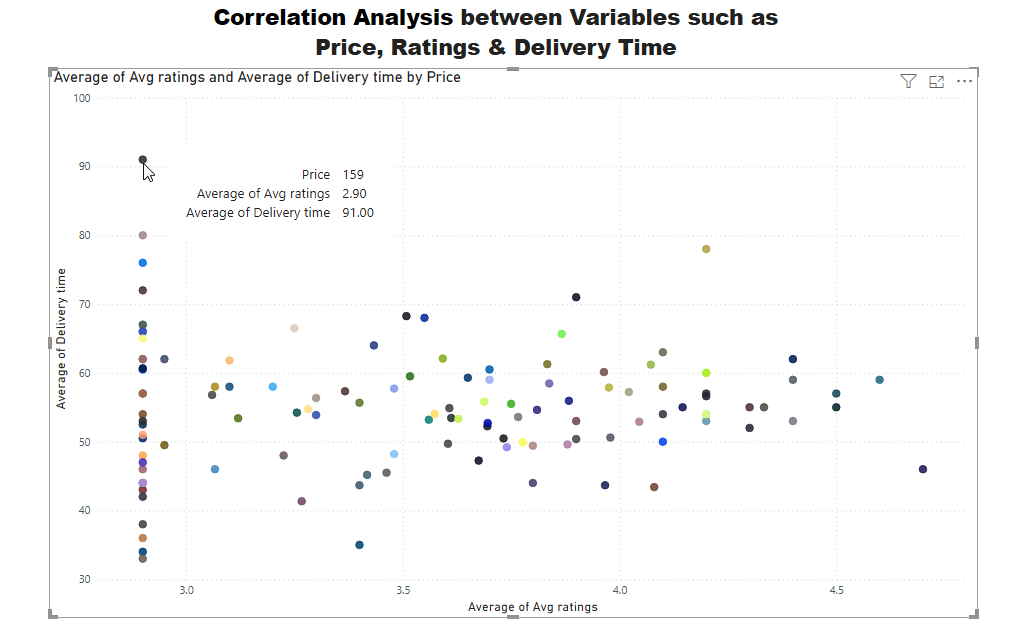 Correlation Analysis between Variables such as
Price, Ratings & Delivery Time
Average of Avg ratings and Average of Delivery time by Price
100
90
80
70
60
50
40
30
Average of Delivery time
Price 159
Average of Avg ratings 2.90
Average of Delivery time 91.00
3.0 3.5 4.0 4.5
Average of Avg ratings